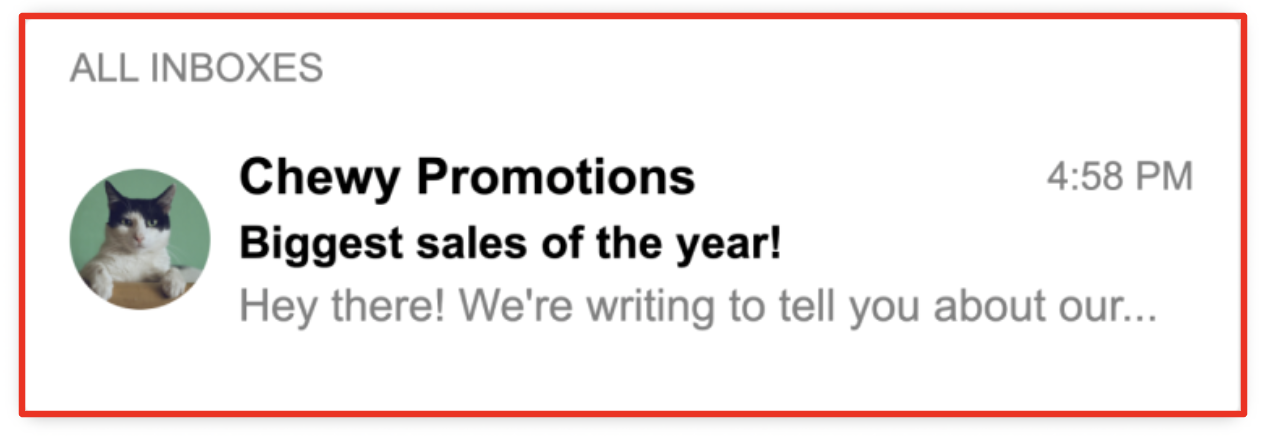 ALL INBOXES
Chewy Promotions 4:58 PM
Biggest sales of the year!
Hey there! We're writing to tell you about our...